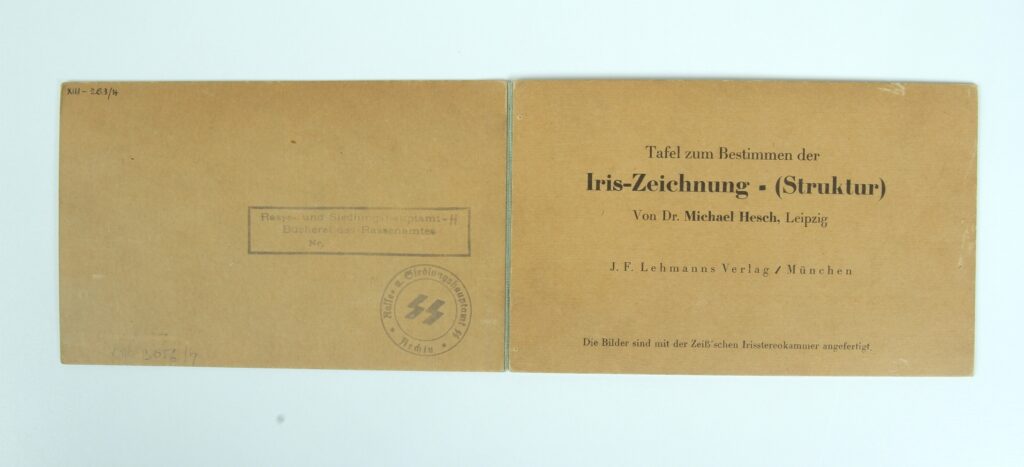 XIII - 263/4
Rasse- und Siedlungshauptamt-SS
Bücherei des Rassenamtes
Nr.
Rasse- u. Siedlungshauptamt SS
SS
Archiv
Tafel zum Bestimmen der
Iris-Zeichnung - (Struktur)
Von Dr. Michael Hesch, Leipzig
J. F. Lehmanns Verlag / München
Die Bilder sind mit der Zeiß'schen Irisstereokammer angefertigt.